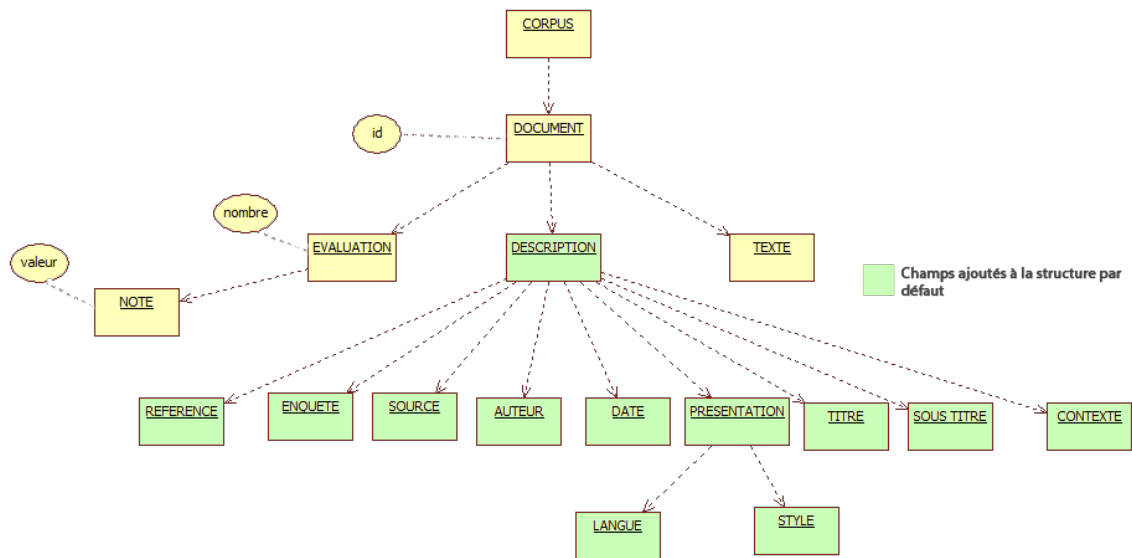 CORPUS
id
DOCUMENT
nombre
valeur
EVALUATION
DESCRIPTION
TEXTE
Champs ajoutés à la structure par
défaut
NOTE
REFERENCE
ENQUETE
SOURCE
AUTEUR
DATE
PRESENTATION
TITRE
SOUS TITRE
CONTEXTE
LANGUE
STYLE